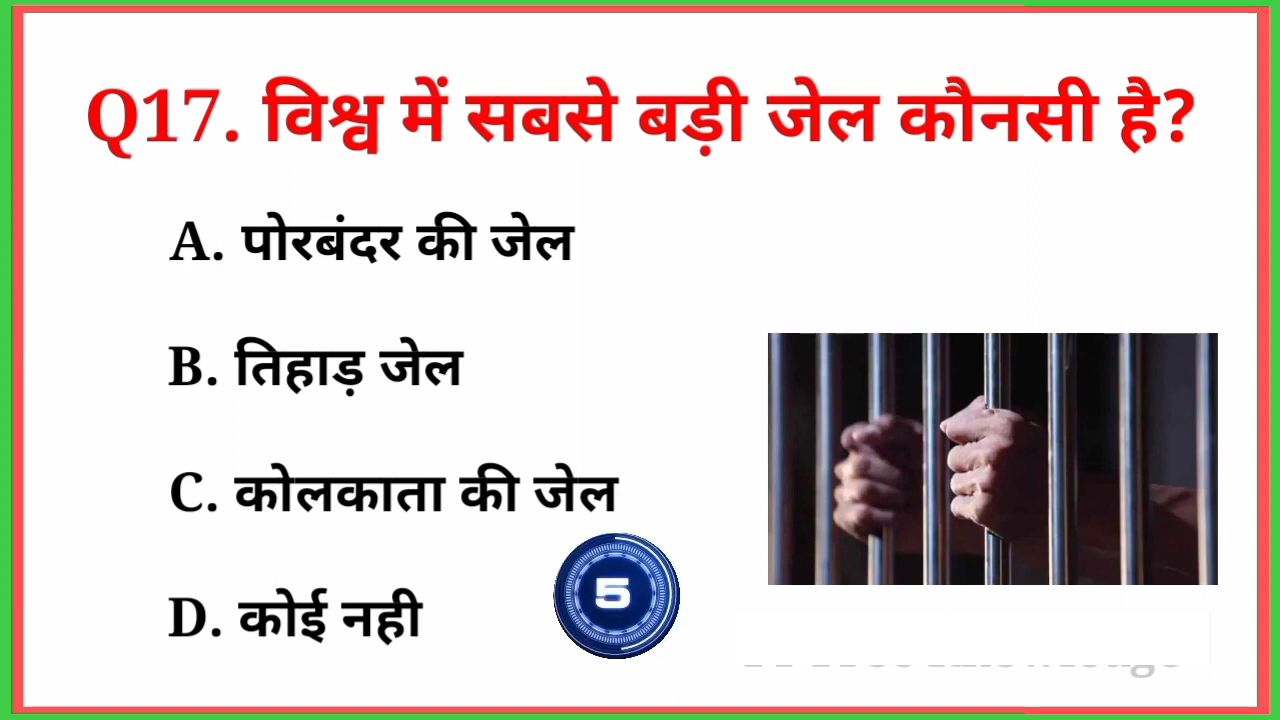 Q17. विश्व में सबसे बड़ी जेल कौनसी है?
A. पोरबंदर की जेल
B. तिहाड़ जेल
C. कोलकाता की जेल
5
D. कोई नही